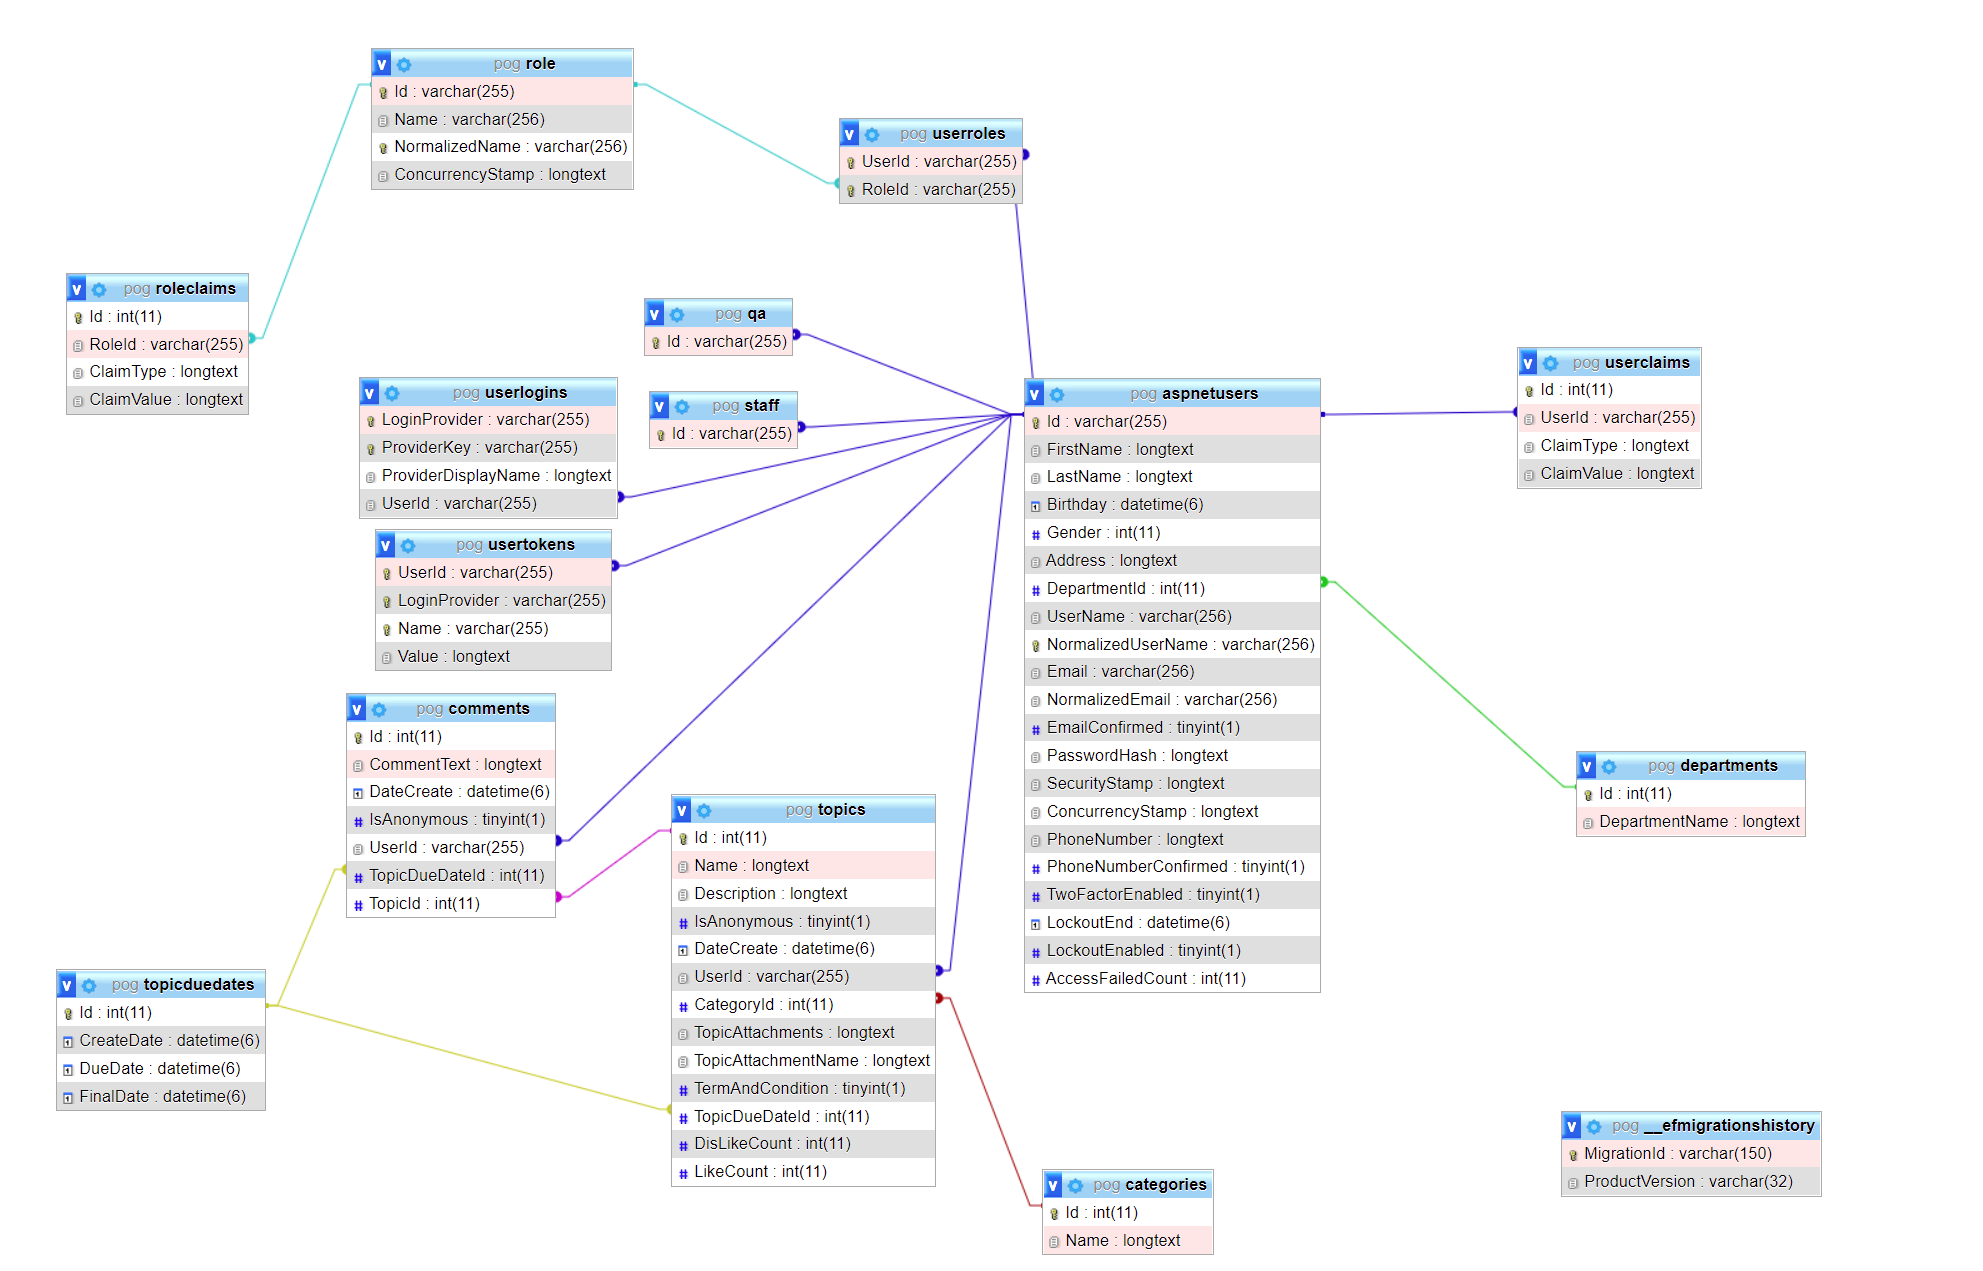 pog role
Id : varchar(255)
Name : varchar(256)
NormalizedName : varchar(256)
ConcurrencyStamp : longtext
pog userroles
UserId : varchar(255)
RoleId : varchar(255)
pog roleclaims
Id : int(11)
RoleId : varchar(255)
ClaimType : longtext
ClaimValue : longtext
pog qa
Id : varchar(255)
pog staff
Id : varchar(255)
pog userlogins
LoginProvider : varchar(255)
ProviderKey : varchar(255)
ProviderDisplayName : longtext
UserId : varchar(255)
pog usertokens
UserId : varchar(255)
LoginProvider : varchar(255)
Name : varchar(255)
Value : longtext
pog aspnetusers
Id : varchar(255)
FirstName : longtext
LastName : longtext
Birthday : datetime(6)
Gender : int(11)
Address : longtext
DepartmentId : int(11)
UserName : varchar(256)
NormalizedUserName : varchar(256)
Email : varchar(256)
NormalizedEmail : varchar(256)
EmailConfirmed : tinyint(1)
PasswordHash : longtext
SecurityStamp : longtext
ConcurrencyStamp : longtext
PhoneNumber : longtext
PhoneNumberConfirmed : tinyint(1)
TwoFactorEnabled : tinyint(1)
LockoutEnd : datetime(6)
LockoutEnabled : tinyint(1)
AccessFailedCount : int(11)
pog userclaims
Id : int(11)
UserId : varchar(255)
ClaimType : longtext
ClaimValue : longtext
pog comments
Id : int(11)
CommentText : longtext
DateCreate : datetime(6)
IsAnonymous : tinyint(1)
UserId : varchar(255)
TopicDueDateId : int(11)
TopicId : int(11)
pog topics
Id : int(11)
Name : longtext
Description : longtext
IsAnonymous : tinyint(1)
DateCreate : datetime(6)
UserId : varchar(255)
CategoryId : int(11)
TopicAttachments : longtext
TopicAttachmentName : longtext
TermAndCondition : tinyint(1)
TopicDueDateId : int(11)
DisLikeCount : int(11)
LikeCount : int(11)
pog departments
Id : int(11)
DepartmentName : longtext
pog topicduedates
Id : int(11)
CreateDate : datetime(6)
DueDate : datetime(6)
FinalDate : datetime(6)
pog categories
Id : int(11)
Name : longtext
pog __efmigrationshistory
MigrationId : varchar(150)
ProductVersion : varchar(32)